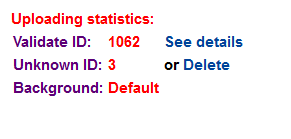 Uploading statistics:
Validate ID: 1062 See details
Unknown ID: 3 or Delete
Background: Default